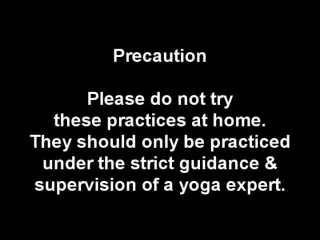 Precaution
Please do not try
these practices at home.
They should only be practiced
under the strict guidance &
supervision of a yoga expert.